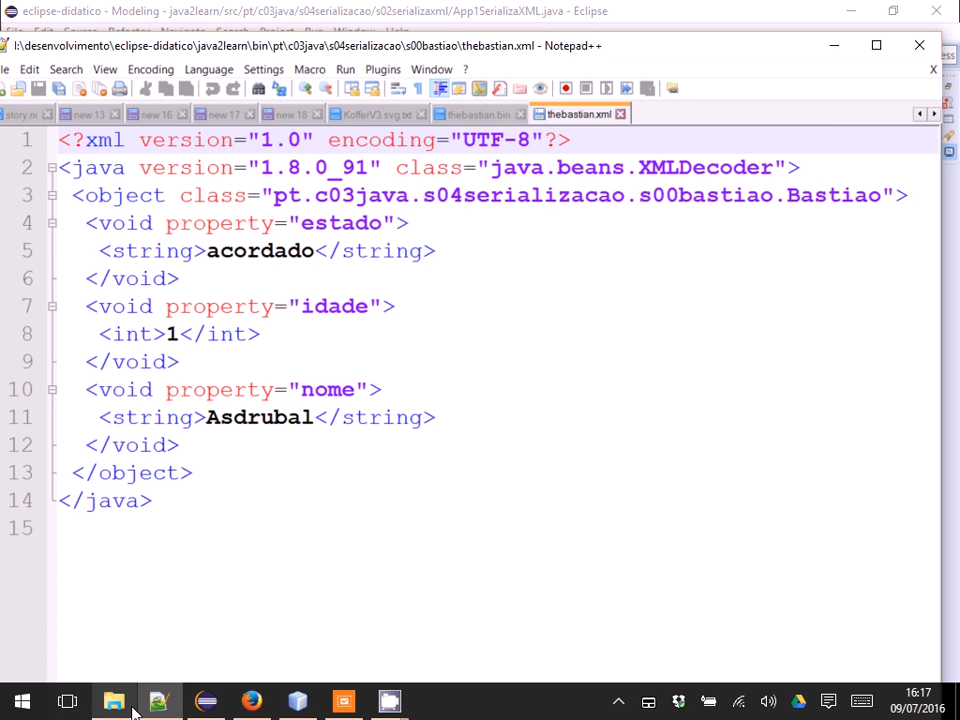 eclipse-didatico - Modeling - java2learn/src/pt/c03java/s04serializacao/s02serializaxml/App1SerializaXML.java - Eclipse
I:\desenvolvimento\eclipse-didatico\java2learn\bin\pt\c03java\s04serializacao\s00bastiao\thebastian.xml - Notepad++
le Edit Search View Encoding Language Settings Macro Run Plugins Window ? X
story.ni new 13 new 16 new 17 new 18 KofferV3.svg.txt thebastian.bin thebastian.xml
1 <?xml version="1.0" encoding="UTF-8"?>
2 <java version="1.8.0_91" class="java.beans.XMLDecoder">
3 <object class="pt.c03java.s04serializacao.s00bastiao.Bastiao">
4 <void property="estado">
5 <string>acordado</string>
6 </void>
7 <void property="idade">
8 <int>1</int>
9 </void>
10 <void property="nome">
11 <string>Asdrubal</string>
12 </void>
13 </object>
14 </java>
15
16:17
09/07/2016